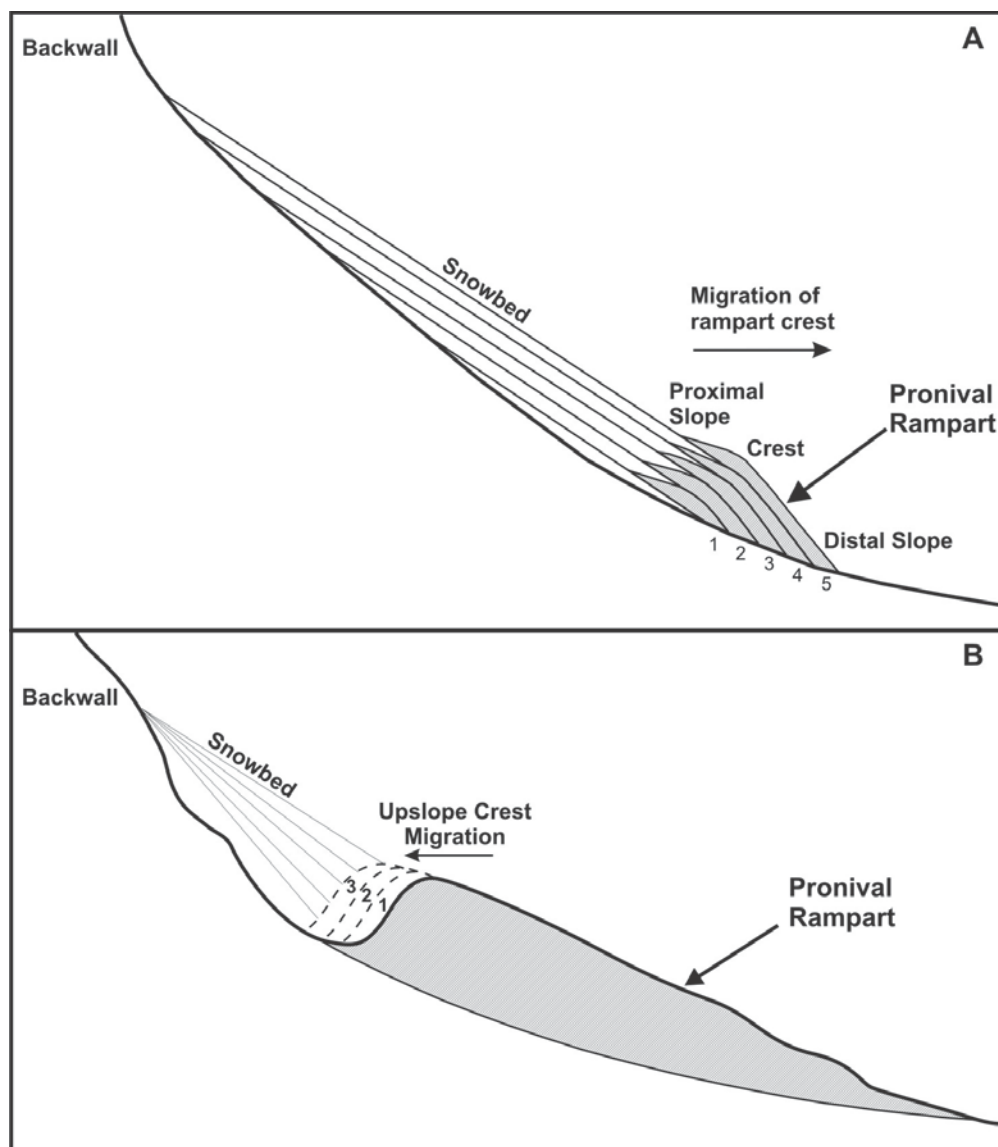 A
Backwall
Snowbed
Migration of
rampart crest
Proximal
Slope
Pronival
Rampart
Crest
Distal Slope
1 2 3 4 5
B
Backwall
Snowbed
Upslope Crest
Migration
3 2 1
Pronival
Rampart